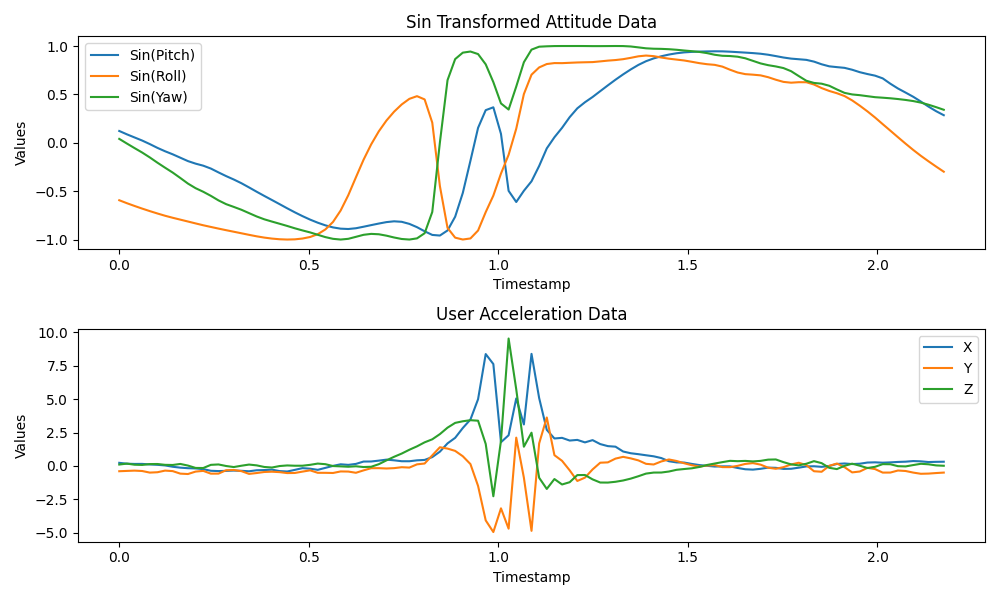 Sin Transformed Attitude Data
1.0
0.5
0.0
−0.5
−1.0
Values
Sin(Pitch)
Sin(Roll)
Sin(Yaw)
0.0 0.5 1.0 1.5 2.0
Timestamp
User Acceleration Data
10.0
7.5
5.0
2.5
0.0
−2.5
−5.0
Values
X
Y
Z
0.0 0.5 1.0 1.5 2.0
Timestamp